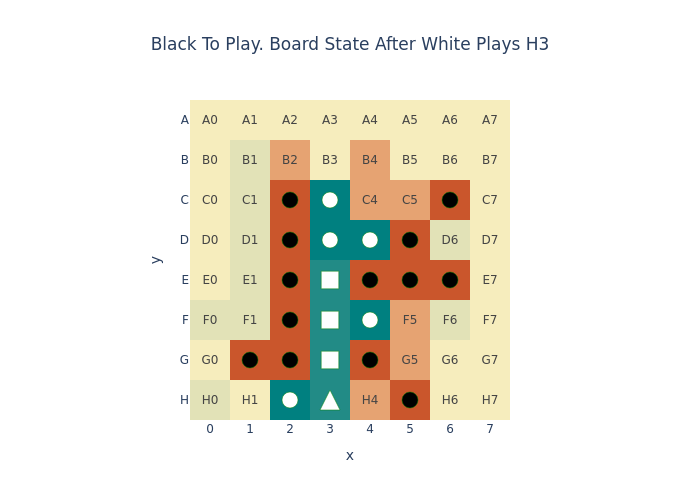 Black To Play. Board State After White Plays H3
A A0 A1 A2 A3 A4 A5 A6 A7
B B0 B1 B2 B3 B4 B5 B6 B7
C C0 C1 C4 C5 C7
D D0 D1 D6 D7
y
E E0 E1 E7
F F0 F1 F5 F6 F7
G G0 G5 G6 G7
H H0 H1 H4 H6 H7
0 1 2 3 4 5 6 7
x